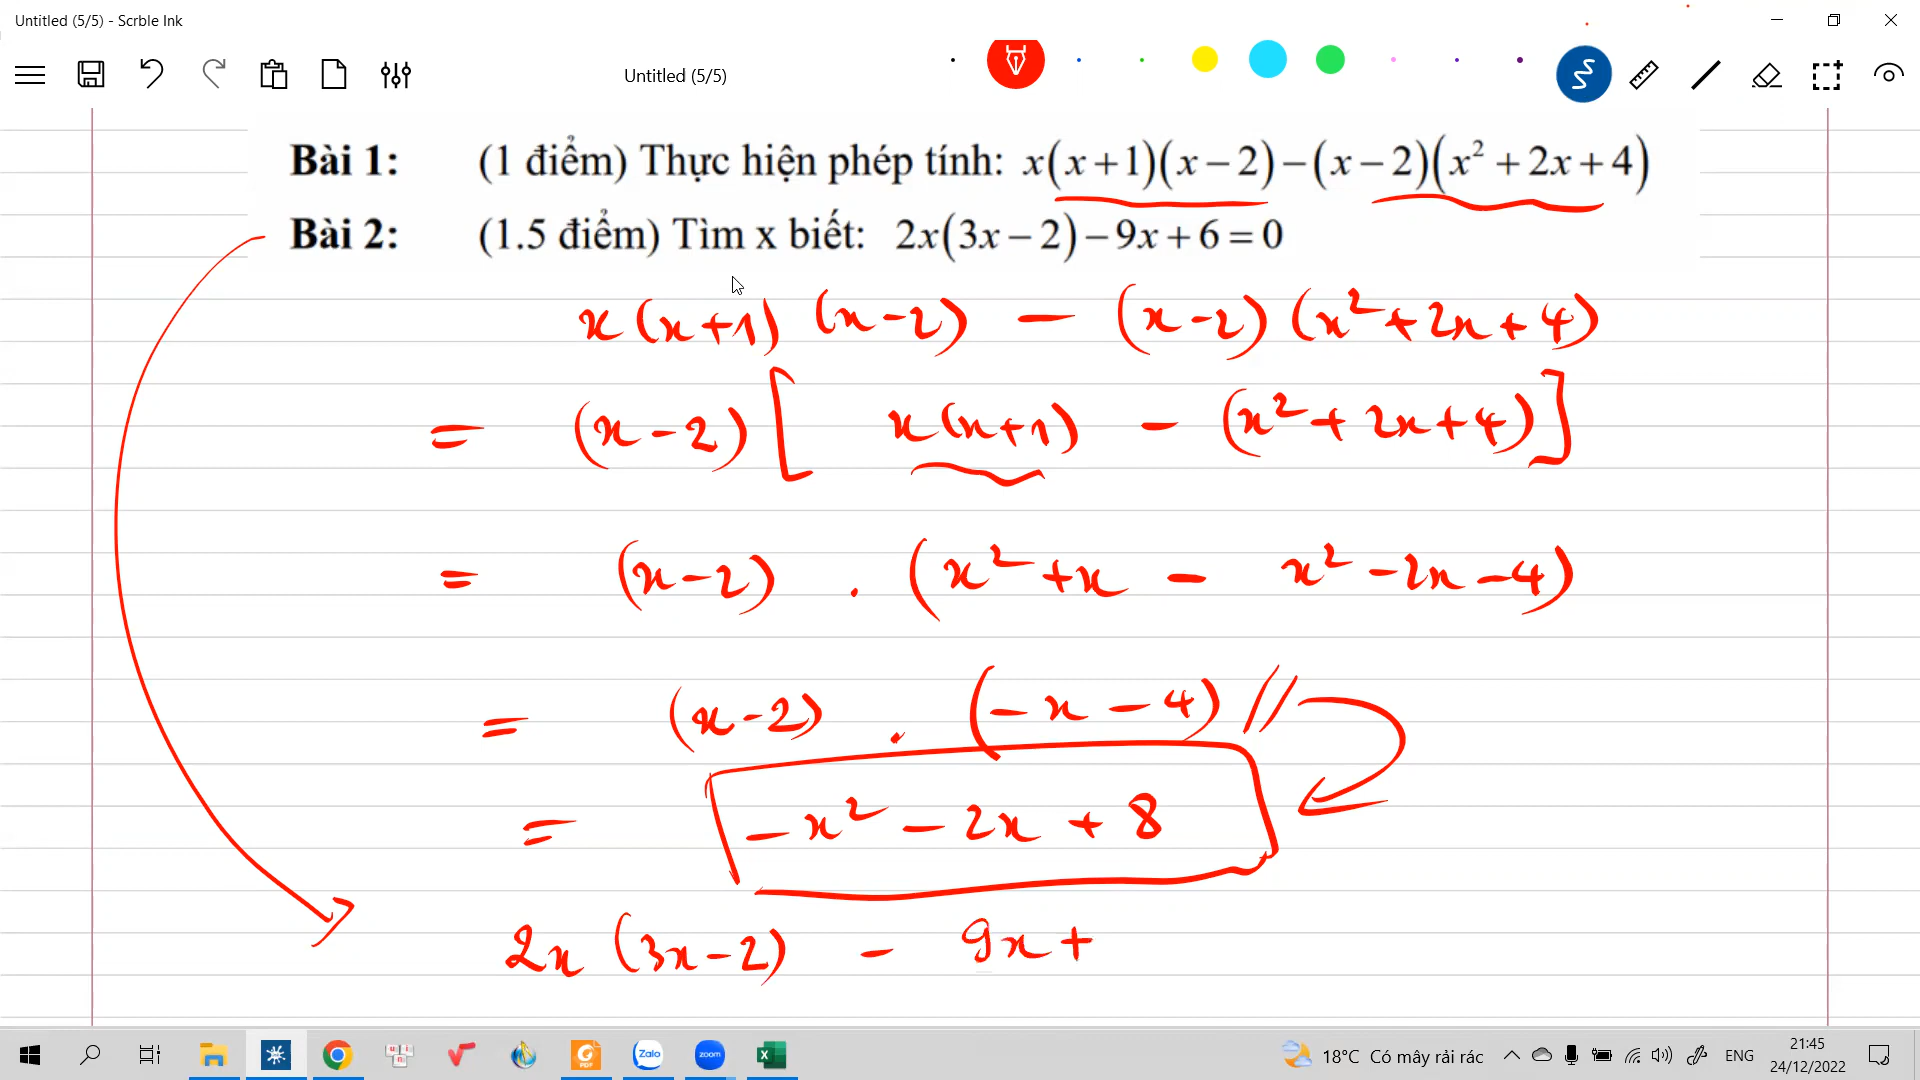 Untitled (5/5) - Scrble Ink
Untitled (5/5)
Bài 1: (1 điểm) Thực hiện phép tính: x(x+1)(x−2)−(x−2)(x²+2x+4)
Bài 2: (1.5 điểm) Tìm x biết: 2x(3x−2)−9x+6=0
x(x+1)(x-2) - (x-2)(x²+2x+4)
= (x-2)[x(x+1) - (x²+2x+4)]
= (x-2) . (x²+x - x²-2x-4)
= (x-2) . (-x-4)//
= -x² - 2x + 8
2x (3x-2) - 9x +
Zalo
zoom
18°C Có mây rải rác
ENG
21:45
24/12/2022